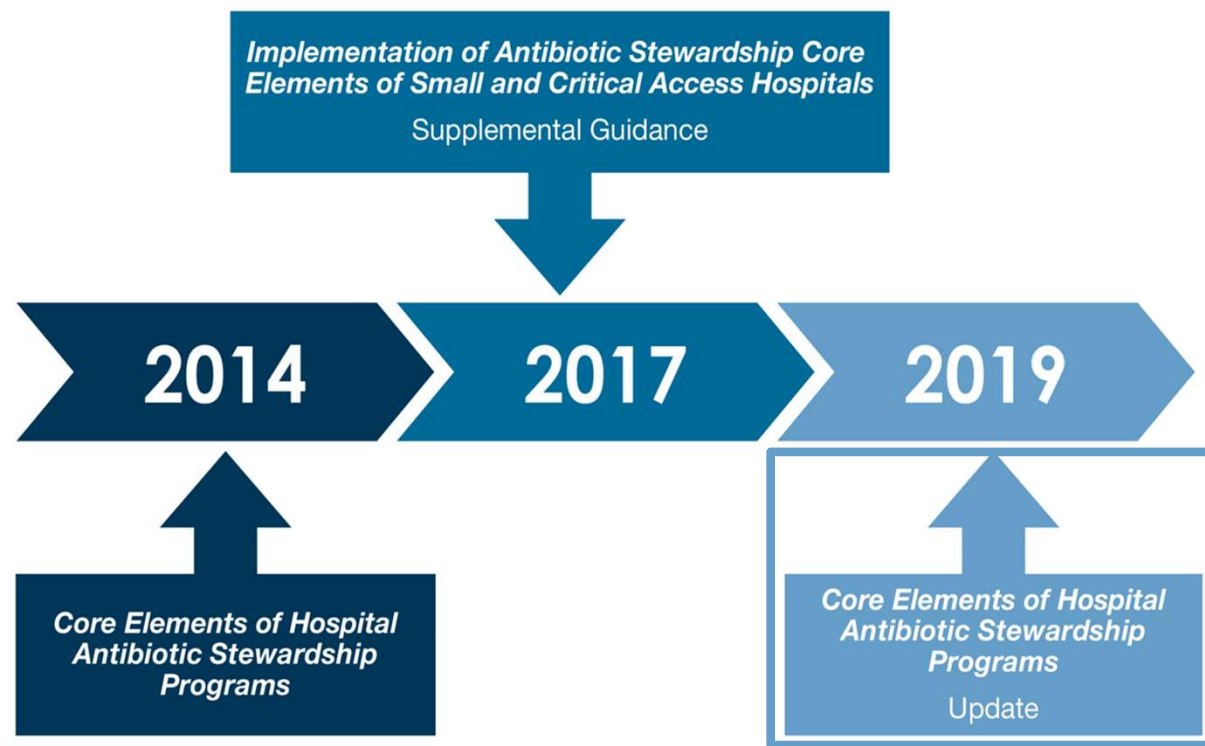 Implementation of Antibiotic Stewardship Core
Elements of Small and Critical Access Hospitals
Supplemental Guidance
2014
2017
2019
Core Elements of Hospital
Antibiotic Stewardship
Programs
Core Elements of Hospital
Antibiotic Stewardship
Programs
Update